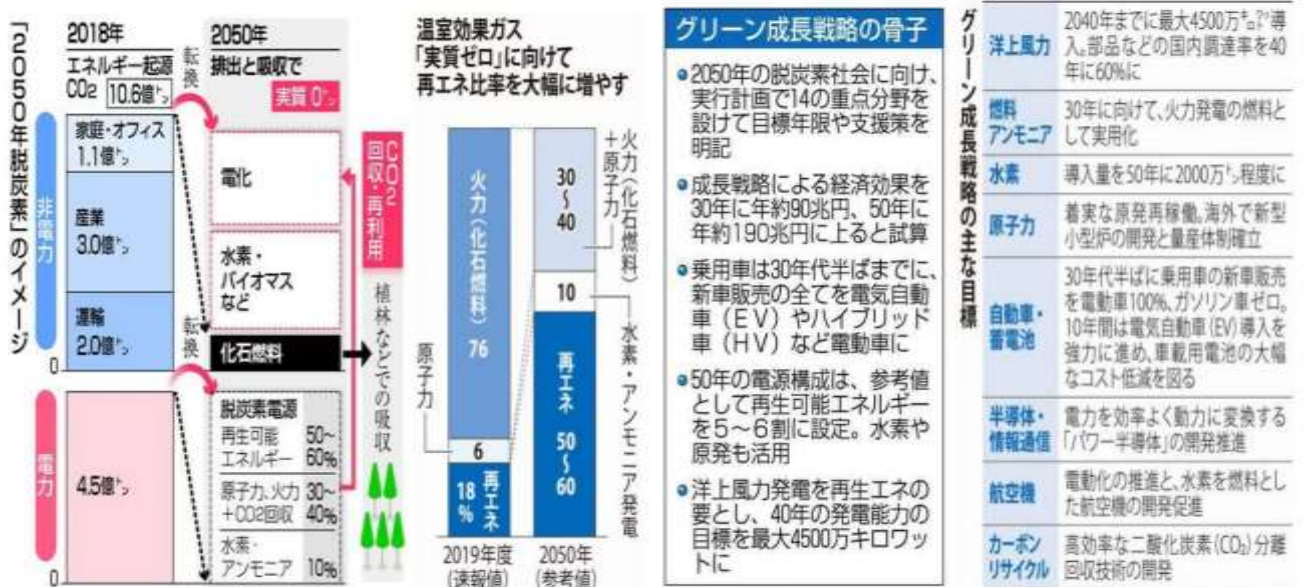 「2050年脱炭素」のイメージ
2018年
エネルギー起源
CO2 10.6億㌧
転換
2050年
排出と吸収で
実質0㌧
非電力
家庭・オフィス
1.1億㌧
産業
3.0億㌧
運輸
2.0億㌧
0
転換
電化
水素・
バイオマス
など
化石燃料
CO2
回収・再利用
植林などでの吸収
電力
4.5億㌧
0
脱炭素電源
再生可能 50〜
エネルギー 60%
原子力、火力 30〜
+CO2回収 40%
水素・
アンモニア 10%
温室効果ガス
「実質ゼロ」に向けて
再エネ比率を大幅に増やす
火力(化石燃料) 76
原子力
6
再エネ
18%
2019年度
(速報値)
火力(化石燃料)
+原子力
30〜40
10
水素・アンモニア発電
再エネ 50〜60
2050年
(参考値)
グリーン成長戦略の骨子
●2050年の脱炭素社会に向け、
実行計画で14の重点分野を
設けて目標年限や支援策を
明記
●成長戦略による経済効果を
30年に年約90兆円、50年に
年約190兆円に上ると試算
●乗用車は30年代半ばまでに、
新車販売の全てを電気自動
車(EV)やハイブリッド
車(HV)など電動車に
●50年の電源構成は、参考値
として再生可能エネルギー
を5〜6割に設定。水素や
原発も活用
●洋上風力発電を再生エネの
要とし、40年の発電能力の
目標を最大4500万キロワッ
トに
グリーン成長戦略の主な目標
洋上風力
2040年までに最大4500万㌔㍗導
入。部品などの国内調達率を40
年に60%に
燃料
アンモニア
30年に向けて、火力発電の燃料と
して実用化
水素
導入量を50年に2000万㌧程度に
原子力
着実な原発再稼働。海外で新型
小型炉の開発と量産体制確立
自動車・
蓄電池
30年代半ばに乗用車の新車販売
を電動車100%、ガソリン車ゼロ。
10年間は電気自動車(EV)導入を
強力に進め、車載用電池の大幅
なコスト低減を図る
半導体・
情報通信
電力を効率よく動力に変換する
「パワー半導体」の開発推進
航空機
電動化の推進と、水素を燃料とし
た航空機の開発促進
カーボン
リサイクル
高効率な二酸化炭素(CO₂)分離
回収技術の開発